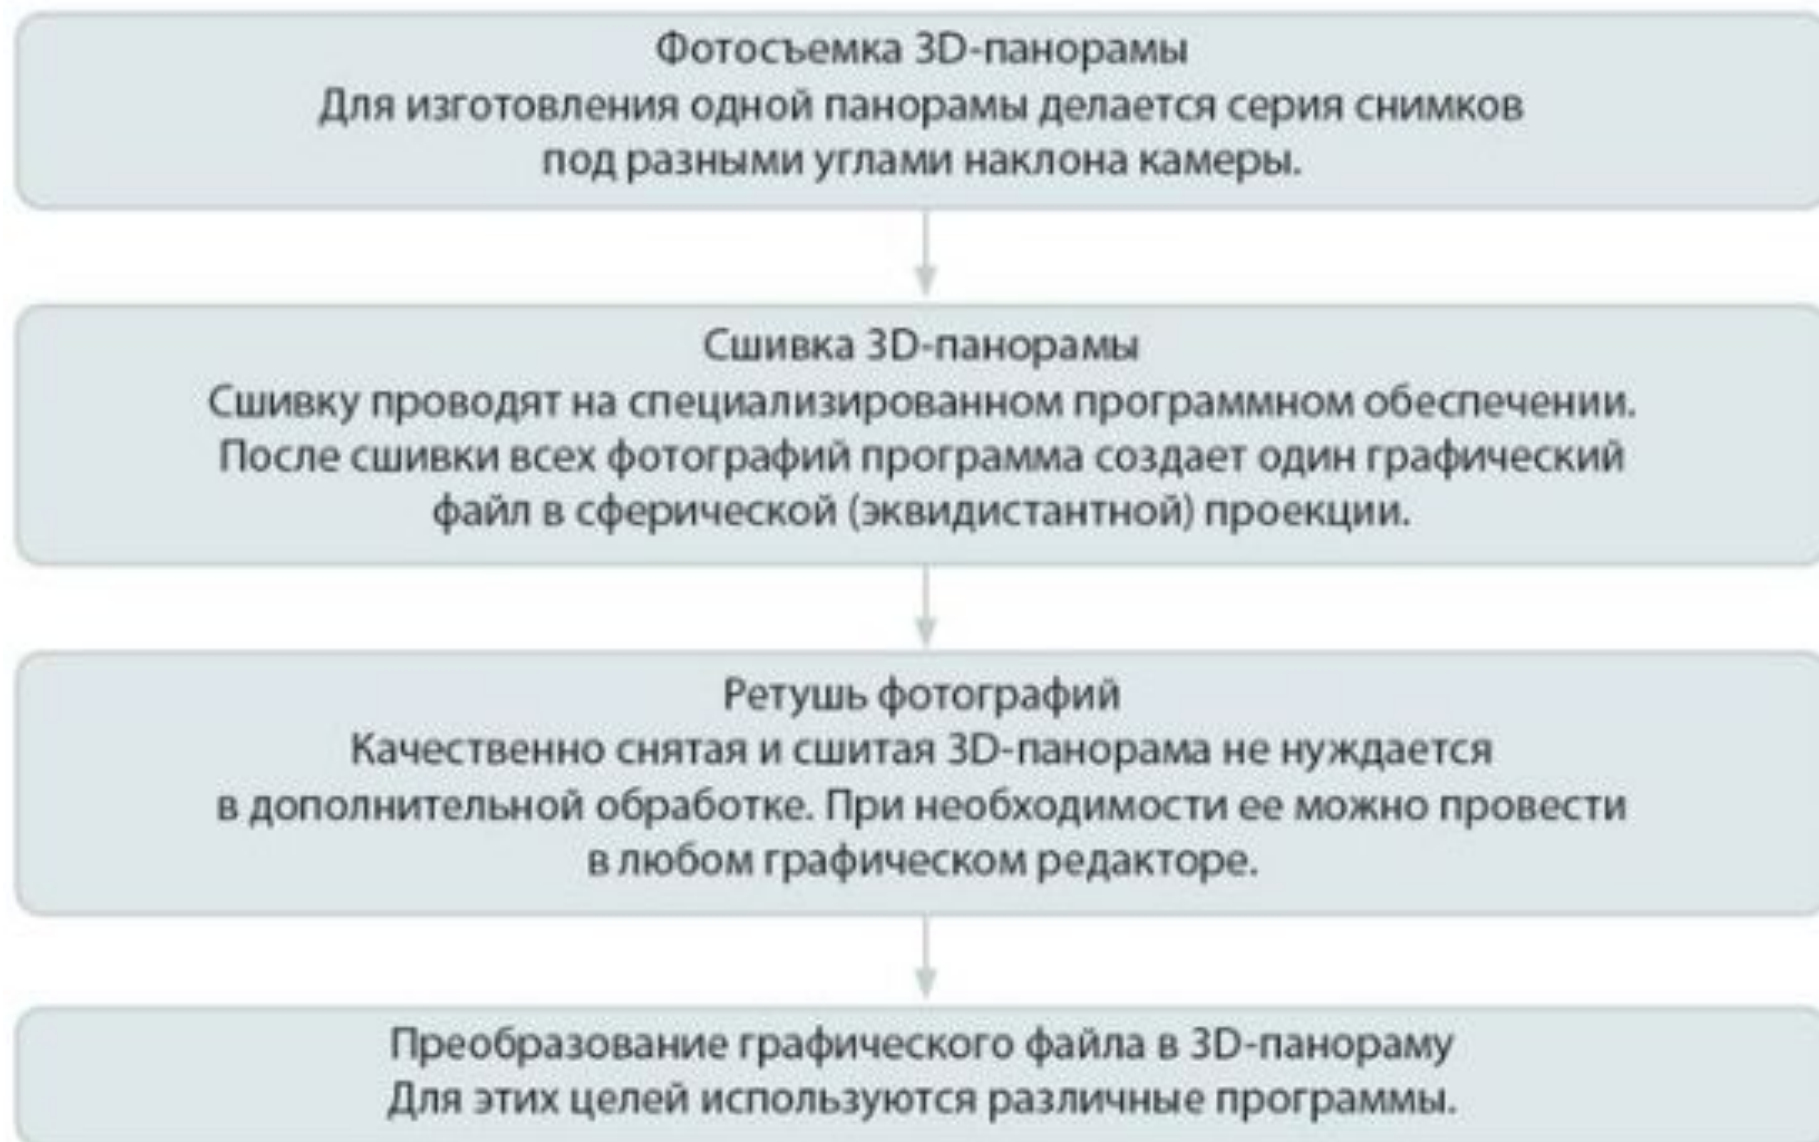 Фотосъемка 3D-панорамы
Для изготовления одной панорамы делается серия снимков
под разными углами наклона камеры.
Сшивка 3D-панорамы
Сшивку проводят на специализированном программном обеспечении.
После сшивки всех фотографий программа создает один графический
файл в сферической (эквидистантной) проекции.
Ретушь фотографий
Качественно снятая и сшитая 3D-панорама не нуждается
в дополнительной обработке. При необходимости ее можно провести
в любом графическом редакторе.
Преобразование графического файла в 3D-панораму
Для этих целей используются различные программы.